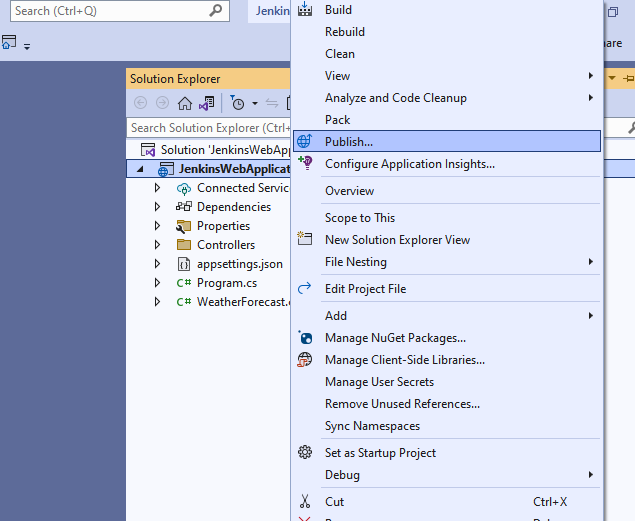 Search (Ctrl+Q)
Jenkin
are
Solution Explorer
Search Solution Explorer (Ctrl+
Solution 'JenkinsWebApp
JenkinsWebApplicat
Connected Service
Dependencies
Properties
Controllers
appsettings.json
C# Program.cs
C# WeatherForecast.c
Build
Rebuild
Clean
View
Analyze and Code Cleanup
Pack
Publish...
Configure Application Insights...
Overview
Scope to This
New Solution Explorer View
File Nesting
Edit Project File
Add
Manage NuGet Packages...
Manage Client-Side Libraries...
Manage User Secrets
Remove Unused References...
Sync Namespaces
Set as Startup Project
Debug
Cut Ctrl+X